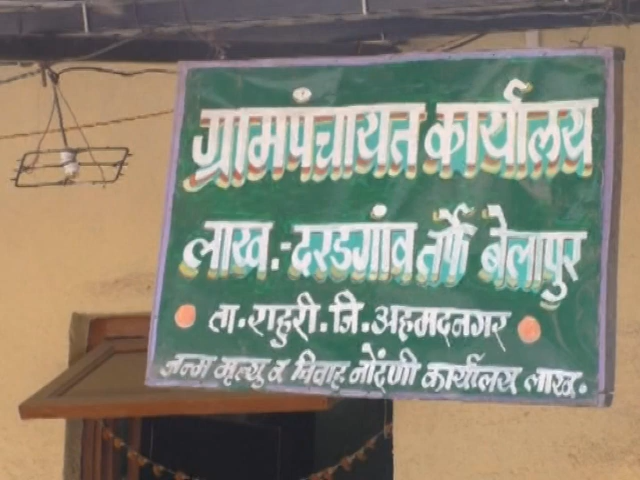 ग्रामपंचायत कार्यालय
लाख.-दरडगांव तर्फे बेलापुर
ता.राहुरी.जि.अहमदनगर
जन्म मृत्यु व विवाह नोंदणी कार्यालय लाख.